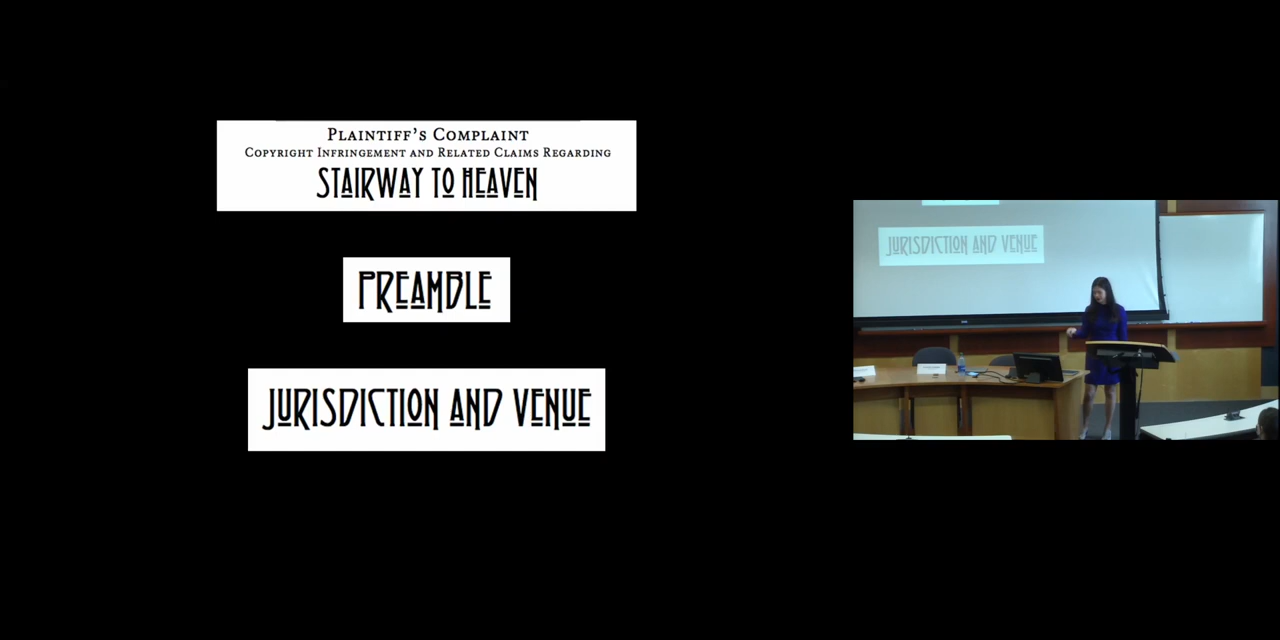 PLAINTIFF'S COMPLAINT
COPYRIGHT INFRINGEMENT AND RELATED CLAIMS REGARDING
STAIRWAY TO HEAVEN
PREAMBLE
JURISDICTION AND VENUE
JURISDICTION AND VENUE